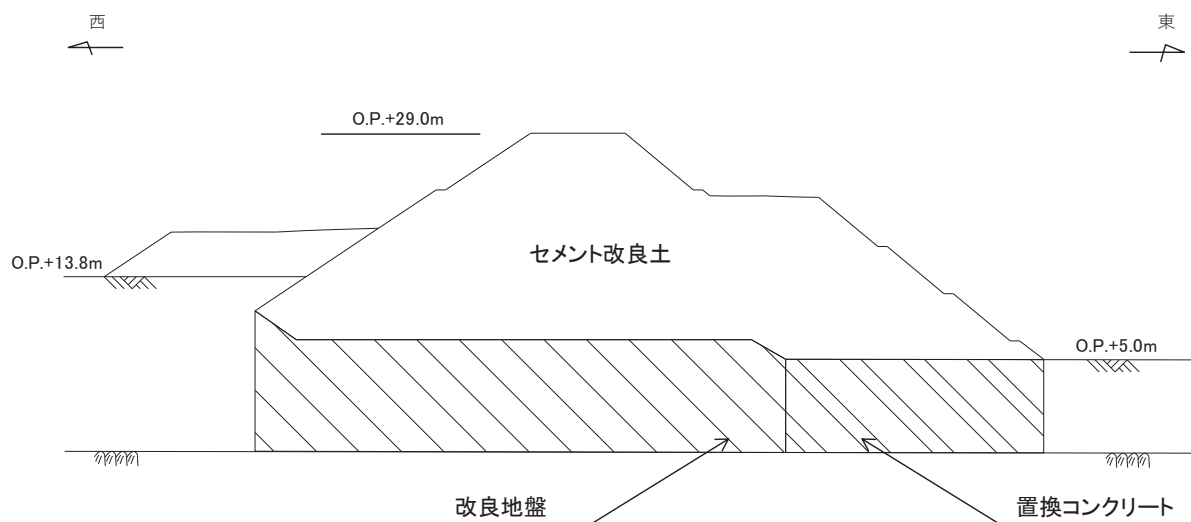 西
東
O.P.+29.0m
セメント改良土
O.P.+13.8m
O.P.+5.0m
改良地盤
置換コンクリート